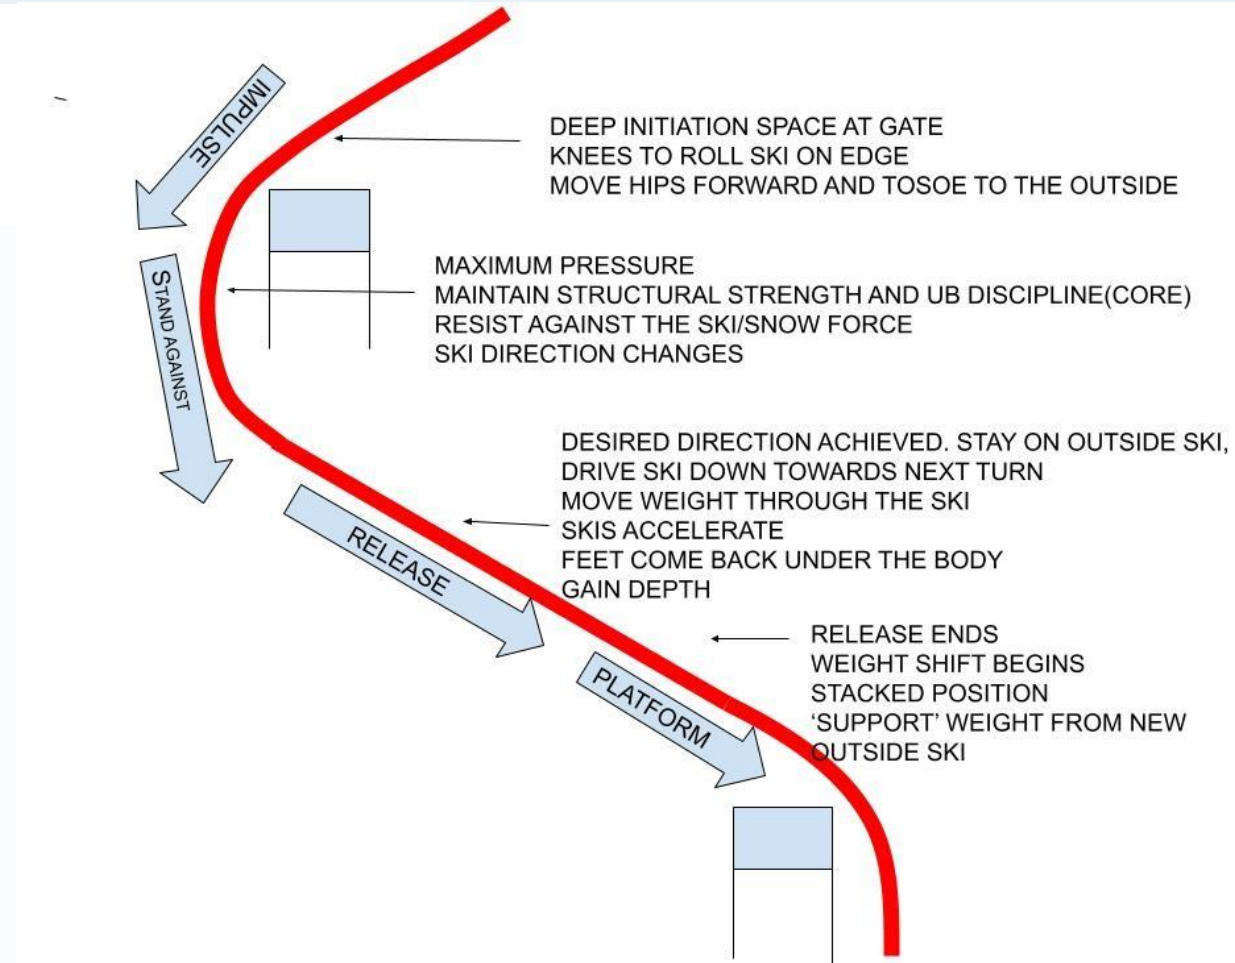 IMPULSE
DEEP INITIATION SPACE AT GATE
KNEES TO ROLL SKI ON EDGE
MOVE HIPS FORWARD AND TOSOE TO THE OUTSIDE
STAND AGAINST
MAXIMUM PRESSURE
MAINTAIN STRUCTURAL STRENGTH AND UB DISCIPLINE(CORE)
RESIST AGAINST THE SKI/SNOW FORCE
SKI DIRECTION CHANGES
RELEASE
DESIRED DIRECTION ACHIEVED. STAY ON OUTSIDE SKI,
DRIVE SKI DOWN TOWARDS NEXT TURN
MOVE WEIGHT THROUGH THE SKI
SKIS ACCELERATE
FEET COME BACK UNDER THE BODY
GAIN DEPTH
PLATFORM
RELEASE ENDS
WEIGHT SHIFT BEGINS
STACKED POSITION
‘SUPPORT’ WEIGHT FROM NEW
OUTSIDE SKI